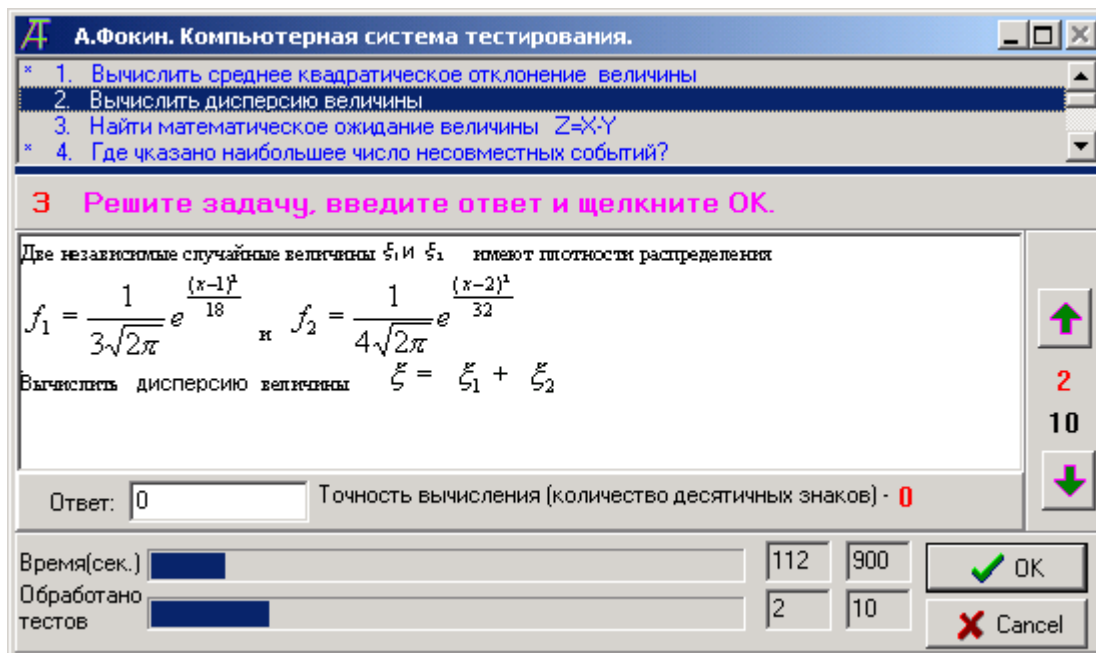 А.Фокин. Компьютерная система тестирования.
* 1. Вычислить среднее квадратическое отклонение величины
2. Вычислить дисперсию величины
3. Найти математическое ожидание величины Z=X-Y
* 4. Где указано наибольшее число несовместных событий?
3 Решите задачу, введите ответ и щелкните OK.
Две независимые случайные величины ξ₁ и ξ₂ имеют плотности распределения
f₁ = 1/(3√2π) e^((x−1)²/18) и f₂ = 1/(4√2π) e^((x−2)²/32)
Вычислить дисперсию величины ξ = ξ₁ + ξ₂
2
10
Ответ: 0 Точность вычисления (количество десятичных знаков) - 0
Время(сек.) 112 900 OK
Обработано
тестов 2 10 Cancel